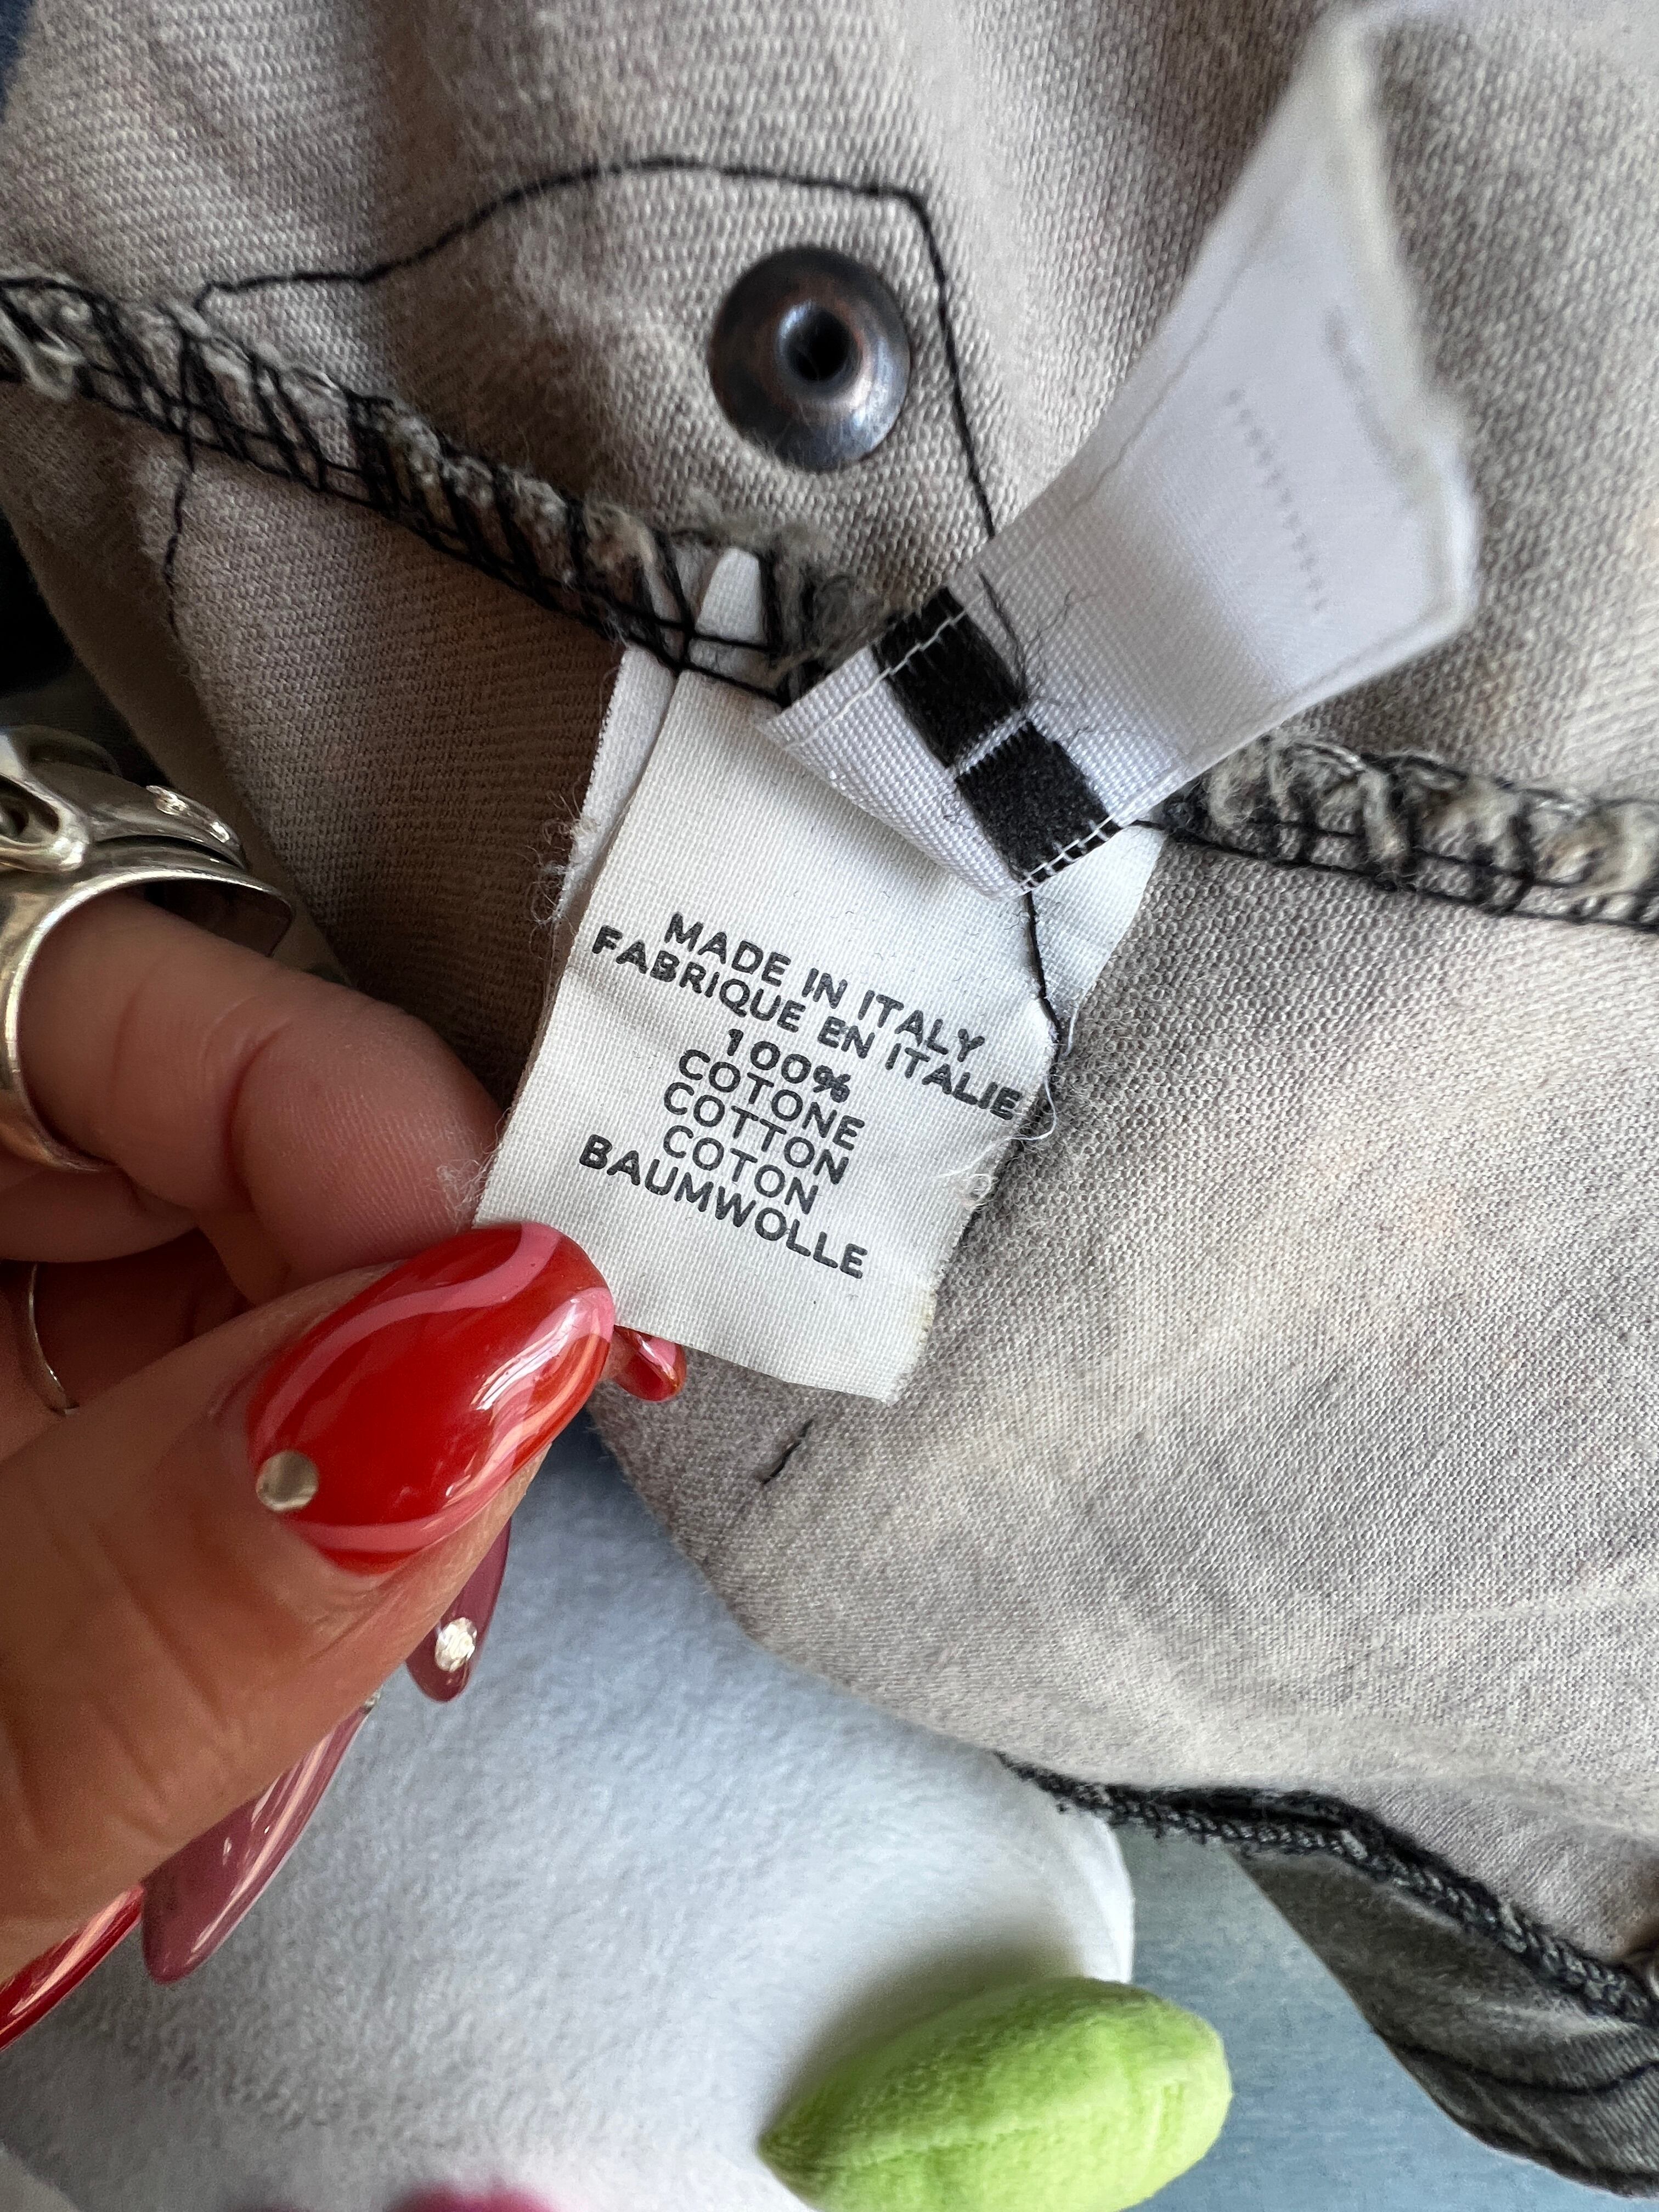 MADE IN ITALY
FABRIQUE EN ITALIE
100%
COTONE
COTTON
COTON
BAUMWOLLE